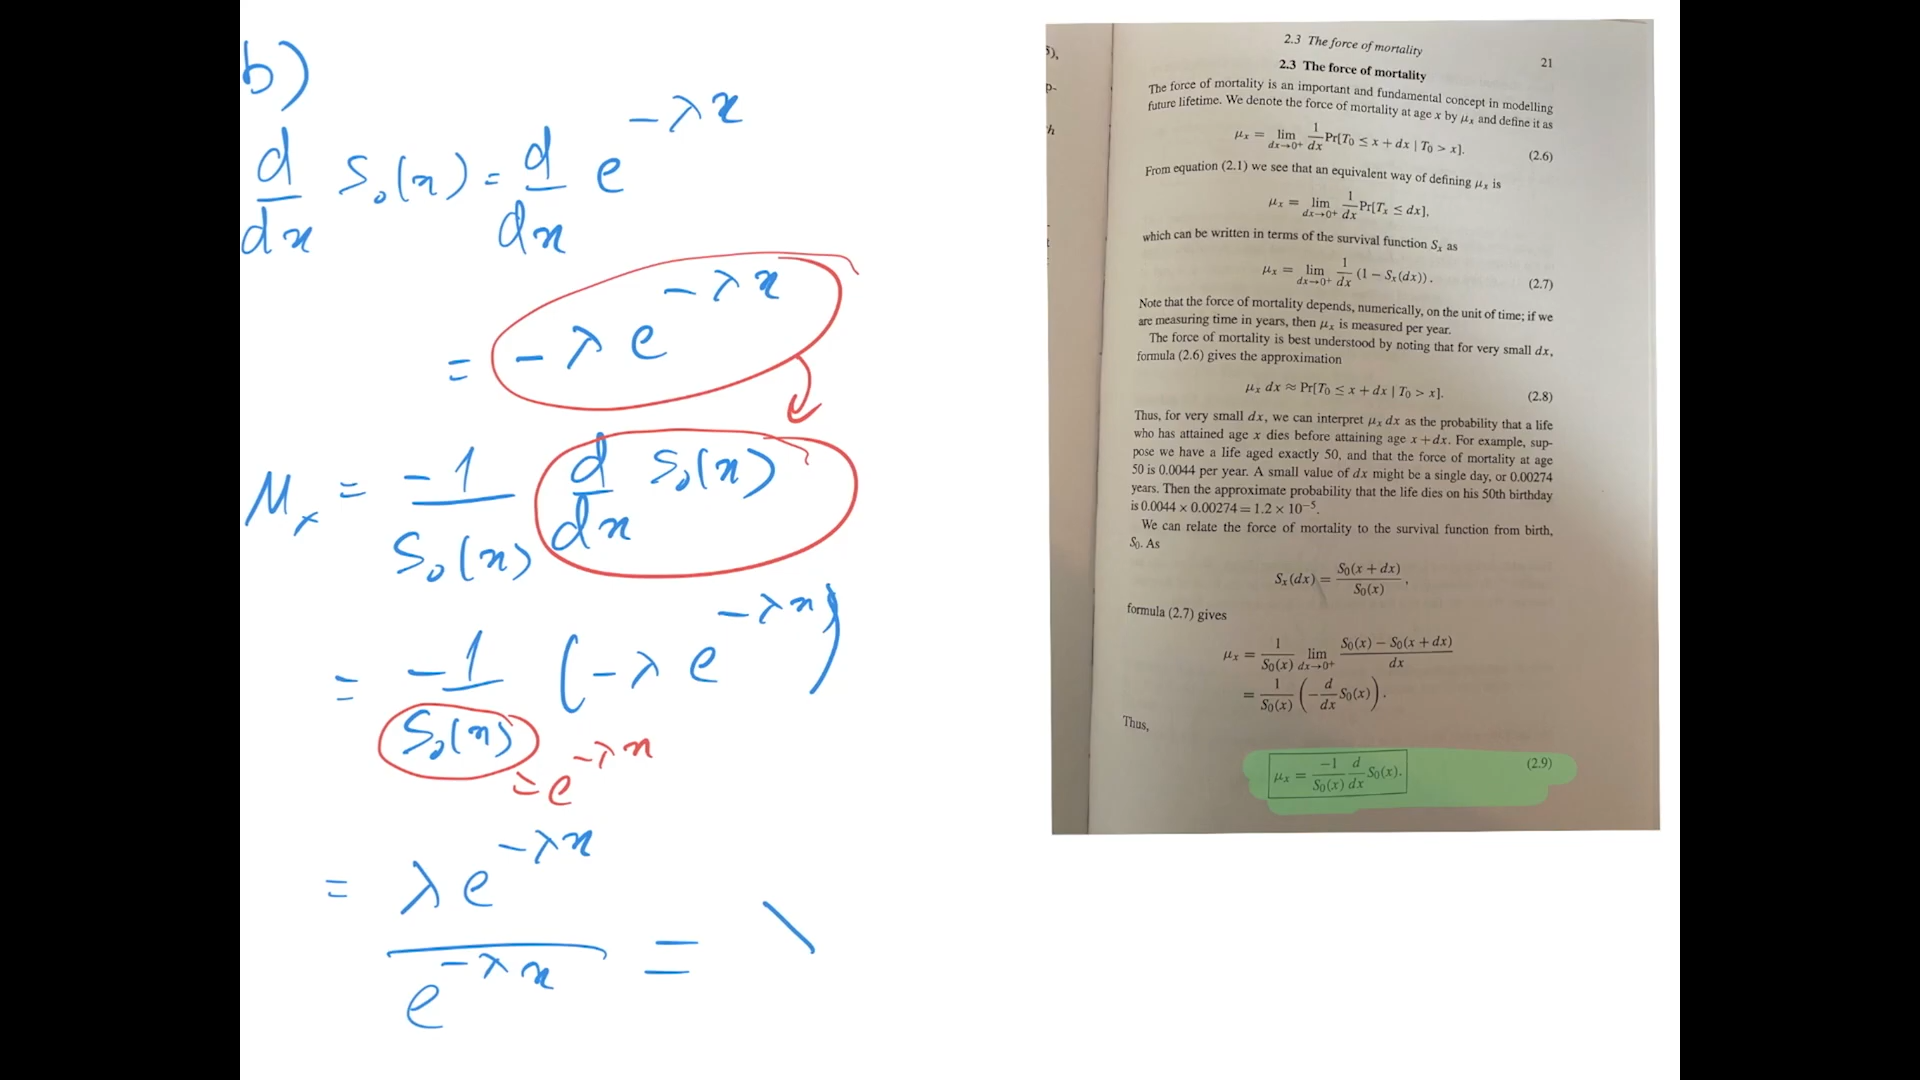 b)
d/dx S₀(x) = d/dx e^(-λx)
= -λ e^(-λx)
μₓ = -1/S₀(x) d/dx S₀(x)
= -1/S₀(x) (-λ e^(-λx))
= e^(-λx)
= λe^(-λx) / e^(-λx) =
2.3 The force of mortality
21
2.3 The force of mortality
The force of mortality is an important and fundamental concept in modelling
future lifetime. We denote the force of mortality at age x by μₓ and define it as
μₓ = lim dx→0+ 1/dx Pr[T₀ ≤ x + dx | T₀ > x]. (2.6)
From equation (2.1) we see that an equivalent way of defining μₓ is
μₓ = lim dx→0+ 1/dx Pr[Tₓ ≤ dx],
which can be written in terms of the survival function Sₓ as
μₓ = lim dx→0+ 1/dx (1 − Sₓ(dx)). (2.7)
Note that the force of mortality depends, numerically, on the unit of time; if we
are measuring time in years, then μₓ is measured per year.
The force of mortality is best understood by noting that for very small dx,
formula (2.6) gives the approximation
μₓ dx ≈ Pr[T₀ ≤ x + dx | T₀ > x]. (2.8)
Thus, for very small dx, we can interpret μₓ dx as the probability that a life
who has attained age x dies before attaining age x + dx. For example, sup-
pose we have a life aged exactly 50, and that the force of mortality at age
50 is 0.0044 per year. A small value of dx might be a single day, or 0.00274
years. Then the approximate probability that the life dies on his 50th birthday
is 0.0044 × 0.00274 = 1.2 × 10⁻⁵.
We can relate the force of mortality to the survival function from birth,
S₀. As
Sₓ(dx) = S₀(x + dx) / S₀(x),
formula (2.7) gives
μₓ = 1/S₀(x) lim dx→0+ (S₀(x) − S₀(x + dx)) / dx
= 1/S₀(x) (− d/dx S₀(x)).
Thus,
μₓ = −1/S₀(x) d/dx S₀(x). (2.9)